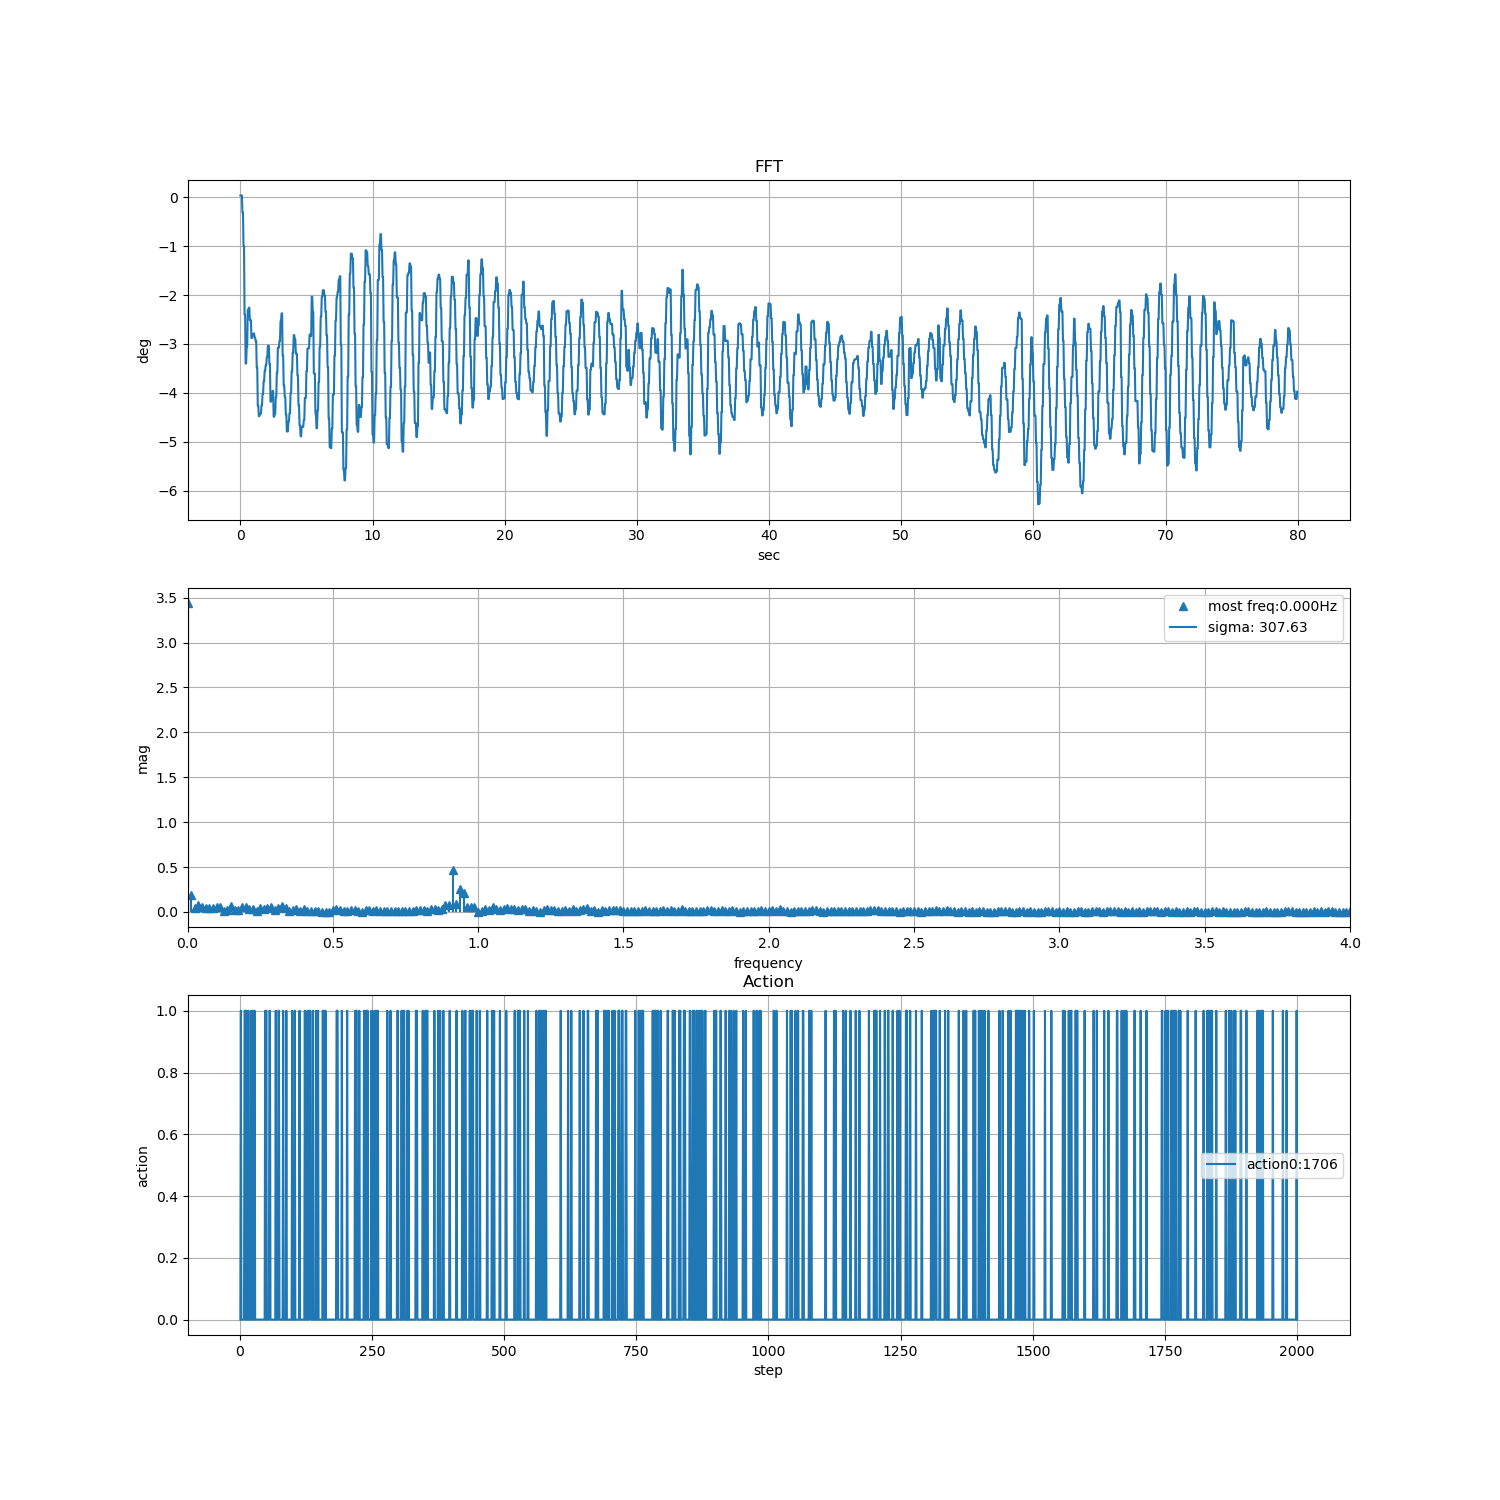 FFT
0
−1
−2
−3
−4
−5
−6
deg
0 10 20 30 40 50 60 70 80
sec
3.5
3.0
2.5
2.0
1.5
1.0
0.5
0.0
mag
most freq:0.000Hz
sigma: 307.63
0.0 0.5 1.0 1.5 2.0 2.5 3.0 3.5 4.0
frequency
Action
1.0
0.8
0.6
0.4
0.2
0.0
action
action0:1706
0 250 500 750 1000 1250 1500 1750 2000
step